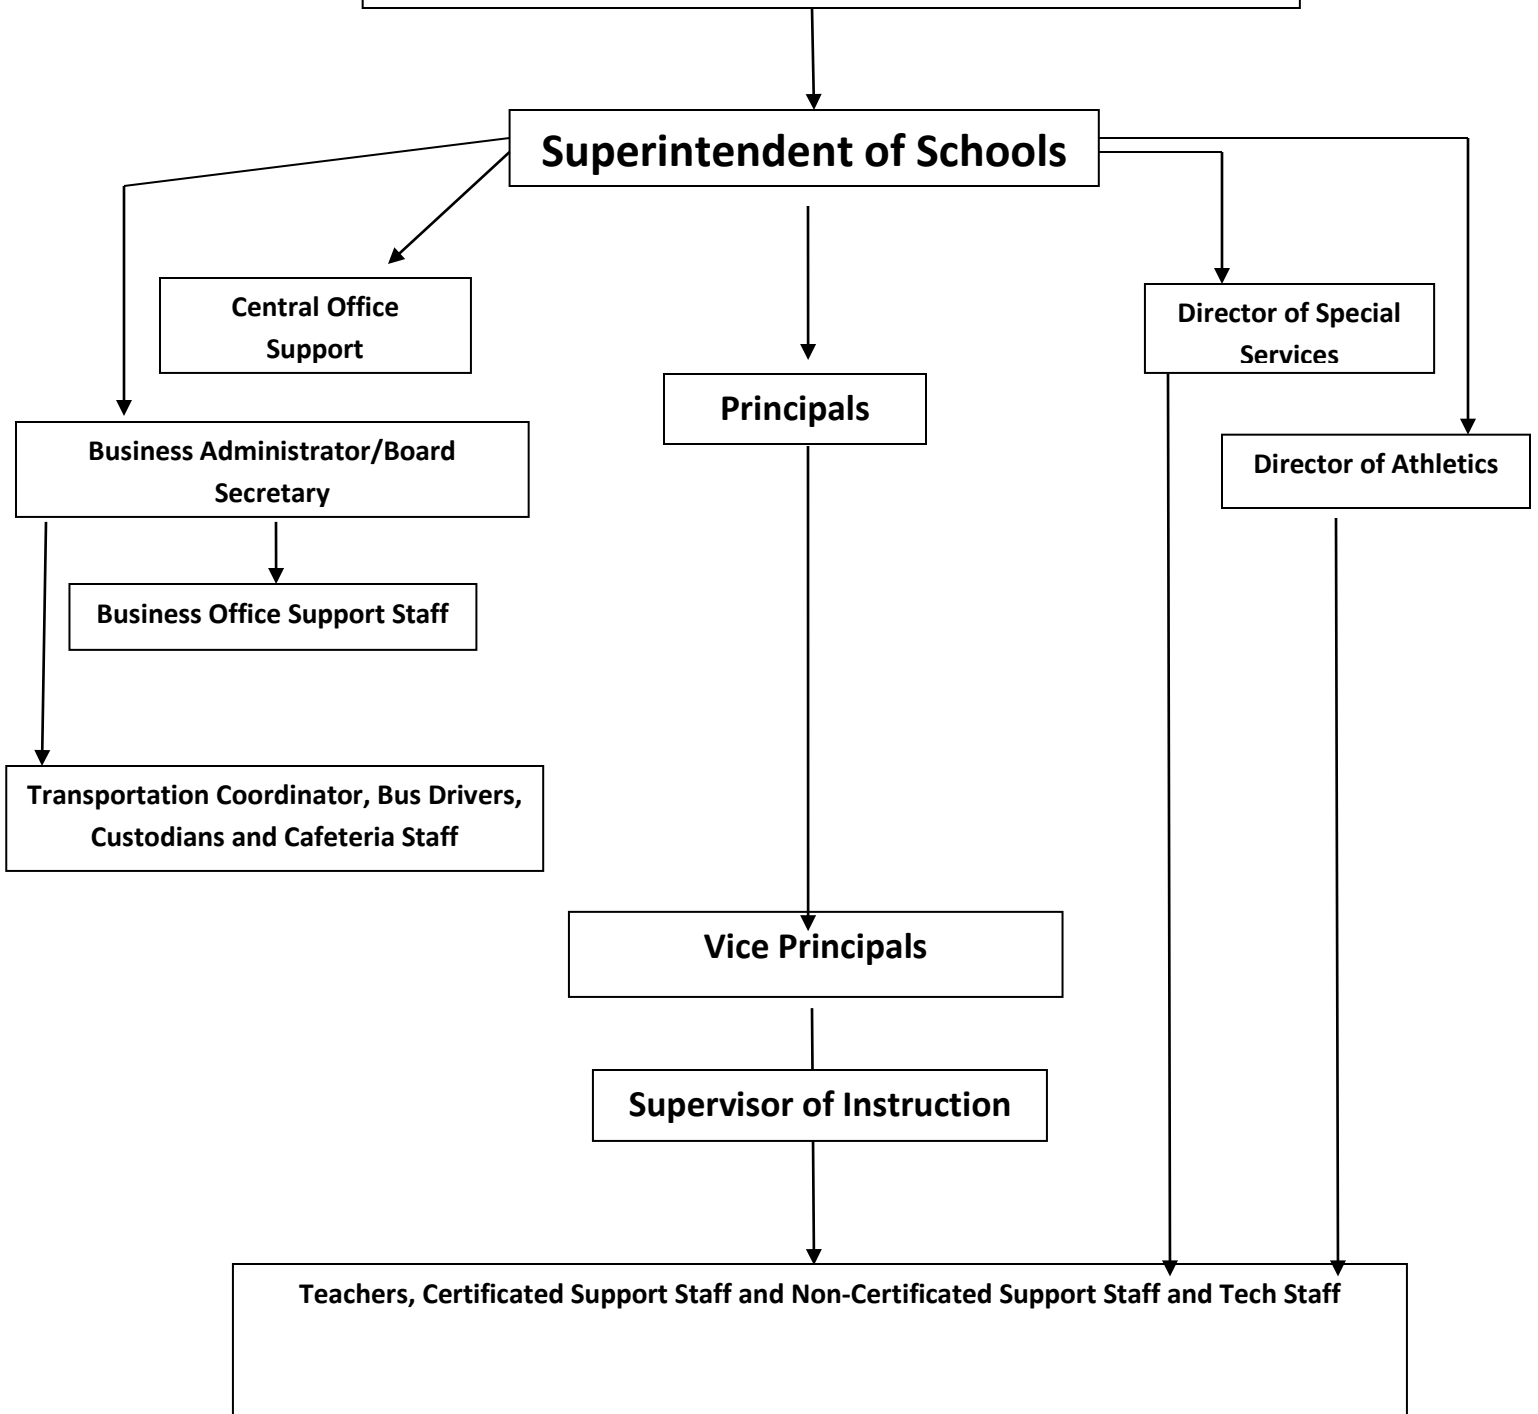 Superintendent of Schools
Central Office
Support
Director of Special
Services
Principals
Business Administrator/Board
Secretary
Director of Athletics
Business Office Support Staff
Transportation Coordinator, Bus Drivers,
Custodians and Cafeteria Staff
Vice Principals
Supervisor of Instruction
Teachers, Certificated Support Staff and Non-Certificated Support Staff and Tech Staff